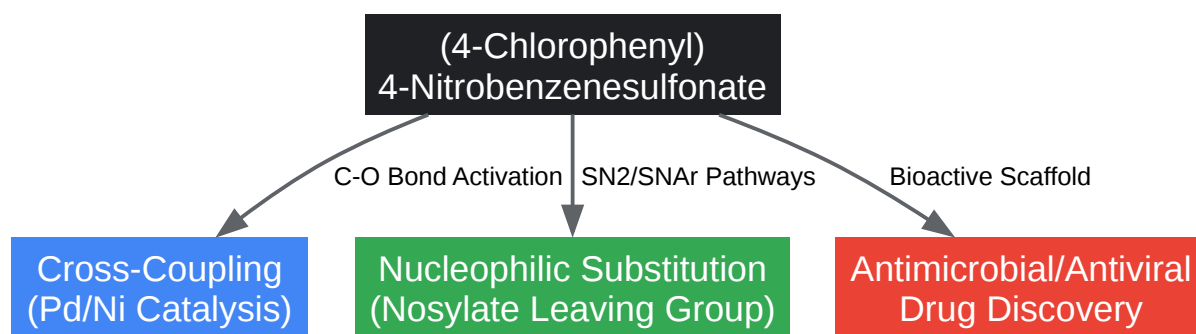 (4-Chlorophenyl)
4-Nitrobenzenesulfonate
C-O Bond Activation
SN2/SNAr Pathways
Bioactive Scaffold
Cross-Coupling
(Pd/Ni Catalysis)
Nucleophilic Substitution
(Nosylate Leaving Group)
Antimicrobial/Antiviral
Drug Discovery